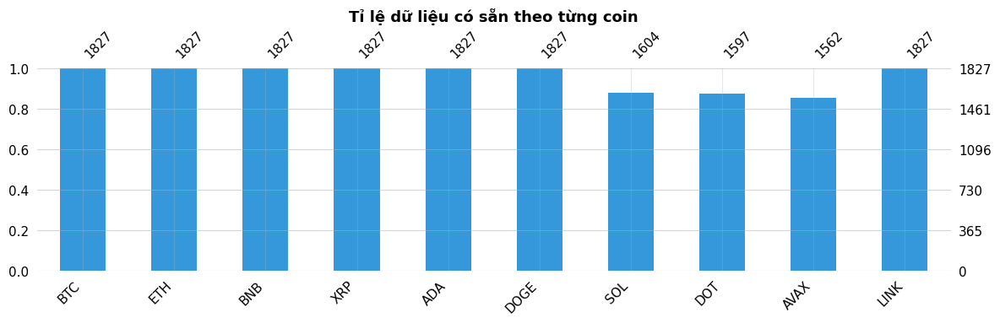 Tỉ lệ dữ liệu có sẵn theo từng coin
1827 1827 1827 1827 1827 1827 1604 1597 1562 1827
1.0 1827
0.8 1461
0.6 1096
0.4 730
0.2 365
0.0 0
BTC ETH BNB XRP ADA DOGE SOL DOT AVAX LINK